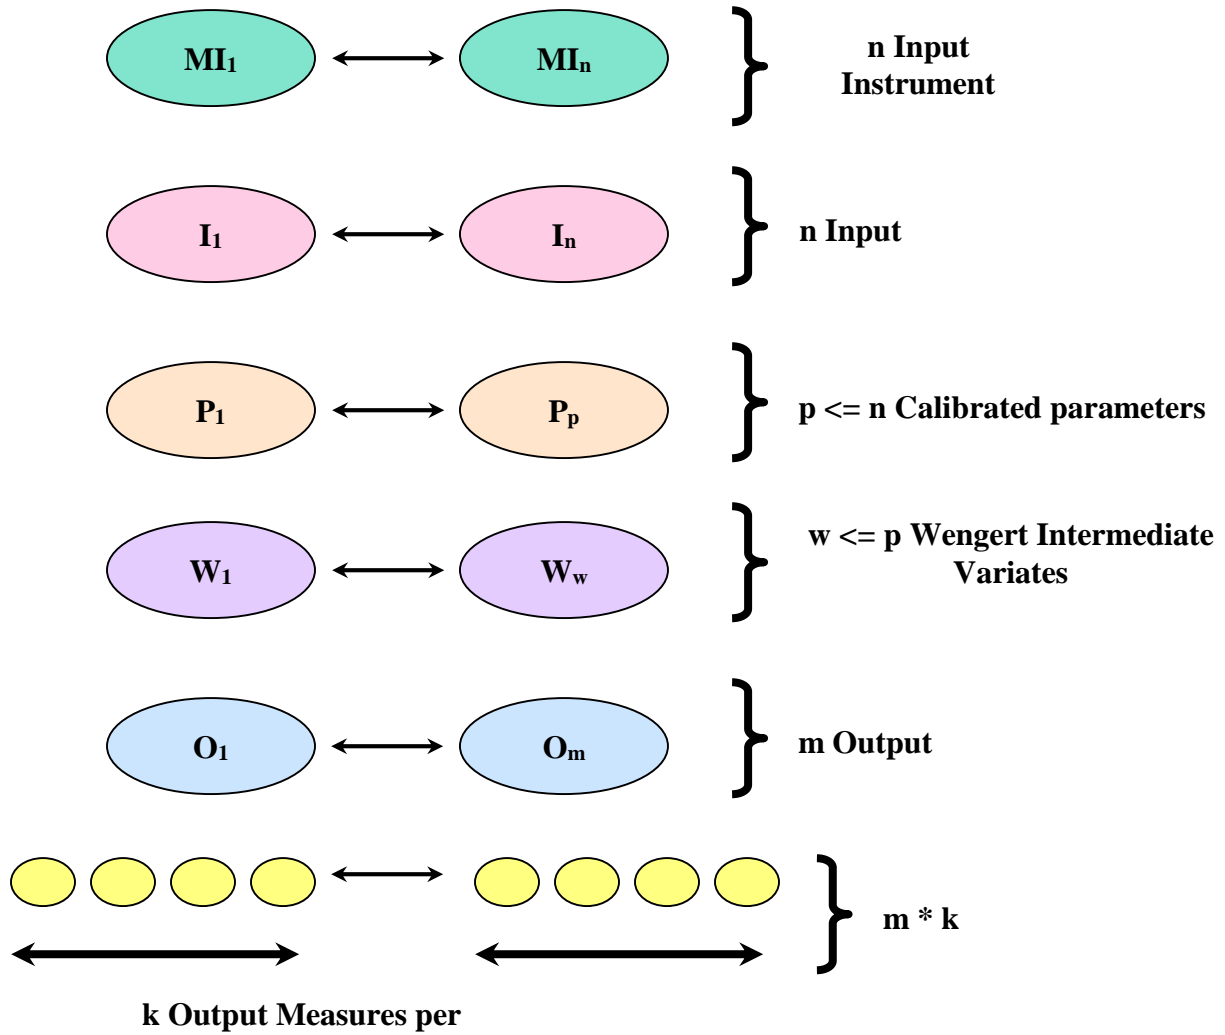 MI₁ MIₙ n Input
Instrument
I₁ Iₙ n Input
P₁ Pₚ p <= n Calibrated parameters
W₁ W𝓌 w <= p Wengert Intermediate
Variates
O₁ Oₘ m Output
m * k
k Output Measures per